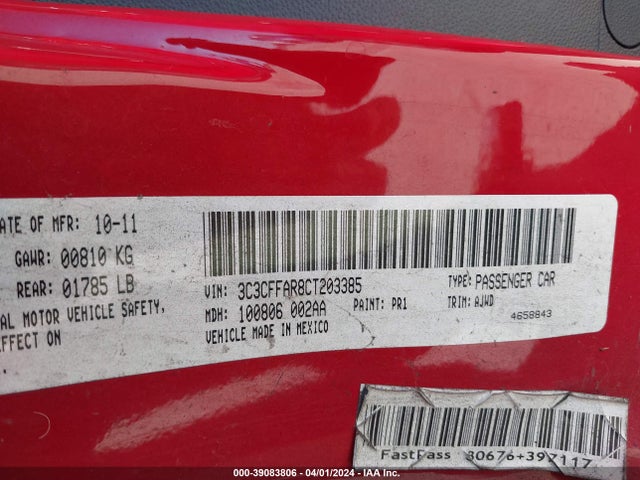 ATE OF MFR: 10-11
GAWR: 00810 KG
REAR: 01785 LB
AL MOTOR VEHICLE SAFETY,
EFFECT ON
VIN: 3C3CFFAR8CT203385
TYPE: PASSENGER CAR
MDH: 100806 002AA
PAINT: PR1
TRIM: AJWD
VEHICLE MADE IN MEXICO
4658843
FastPass 30676+397117
000-39083806 - 04/01/2024 - IAA Inc.